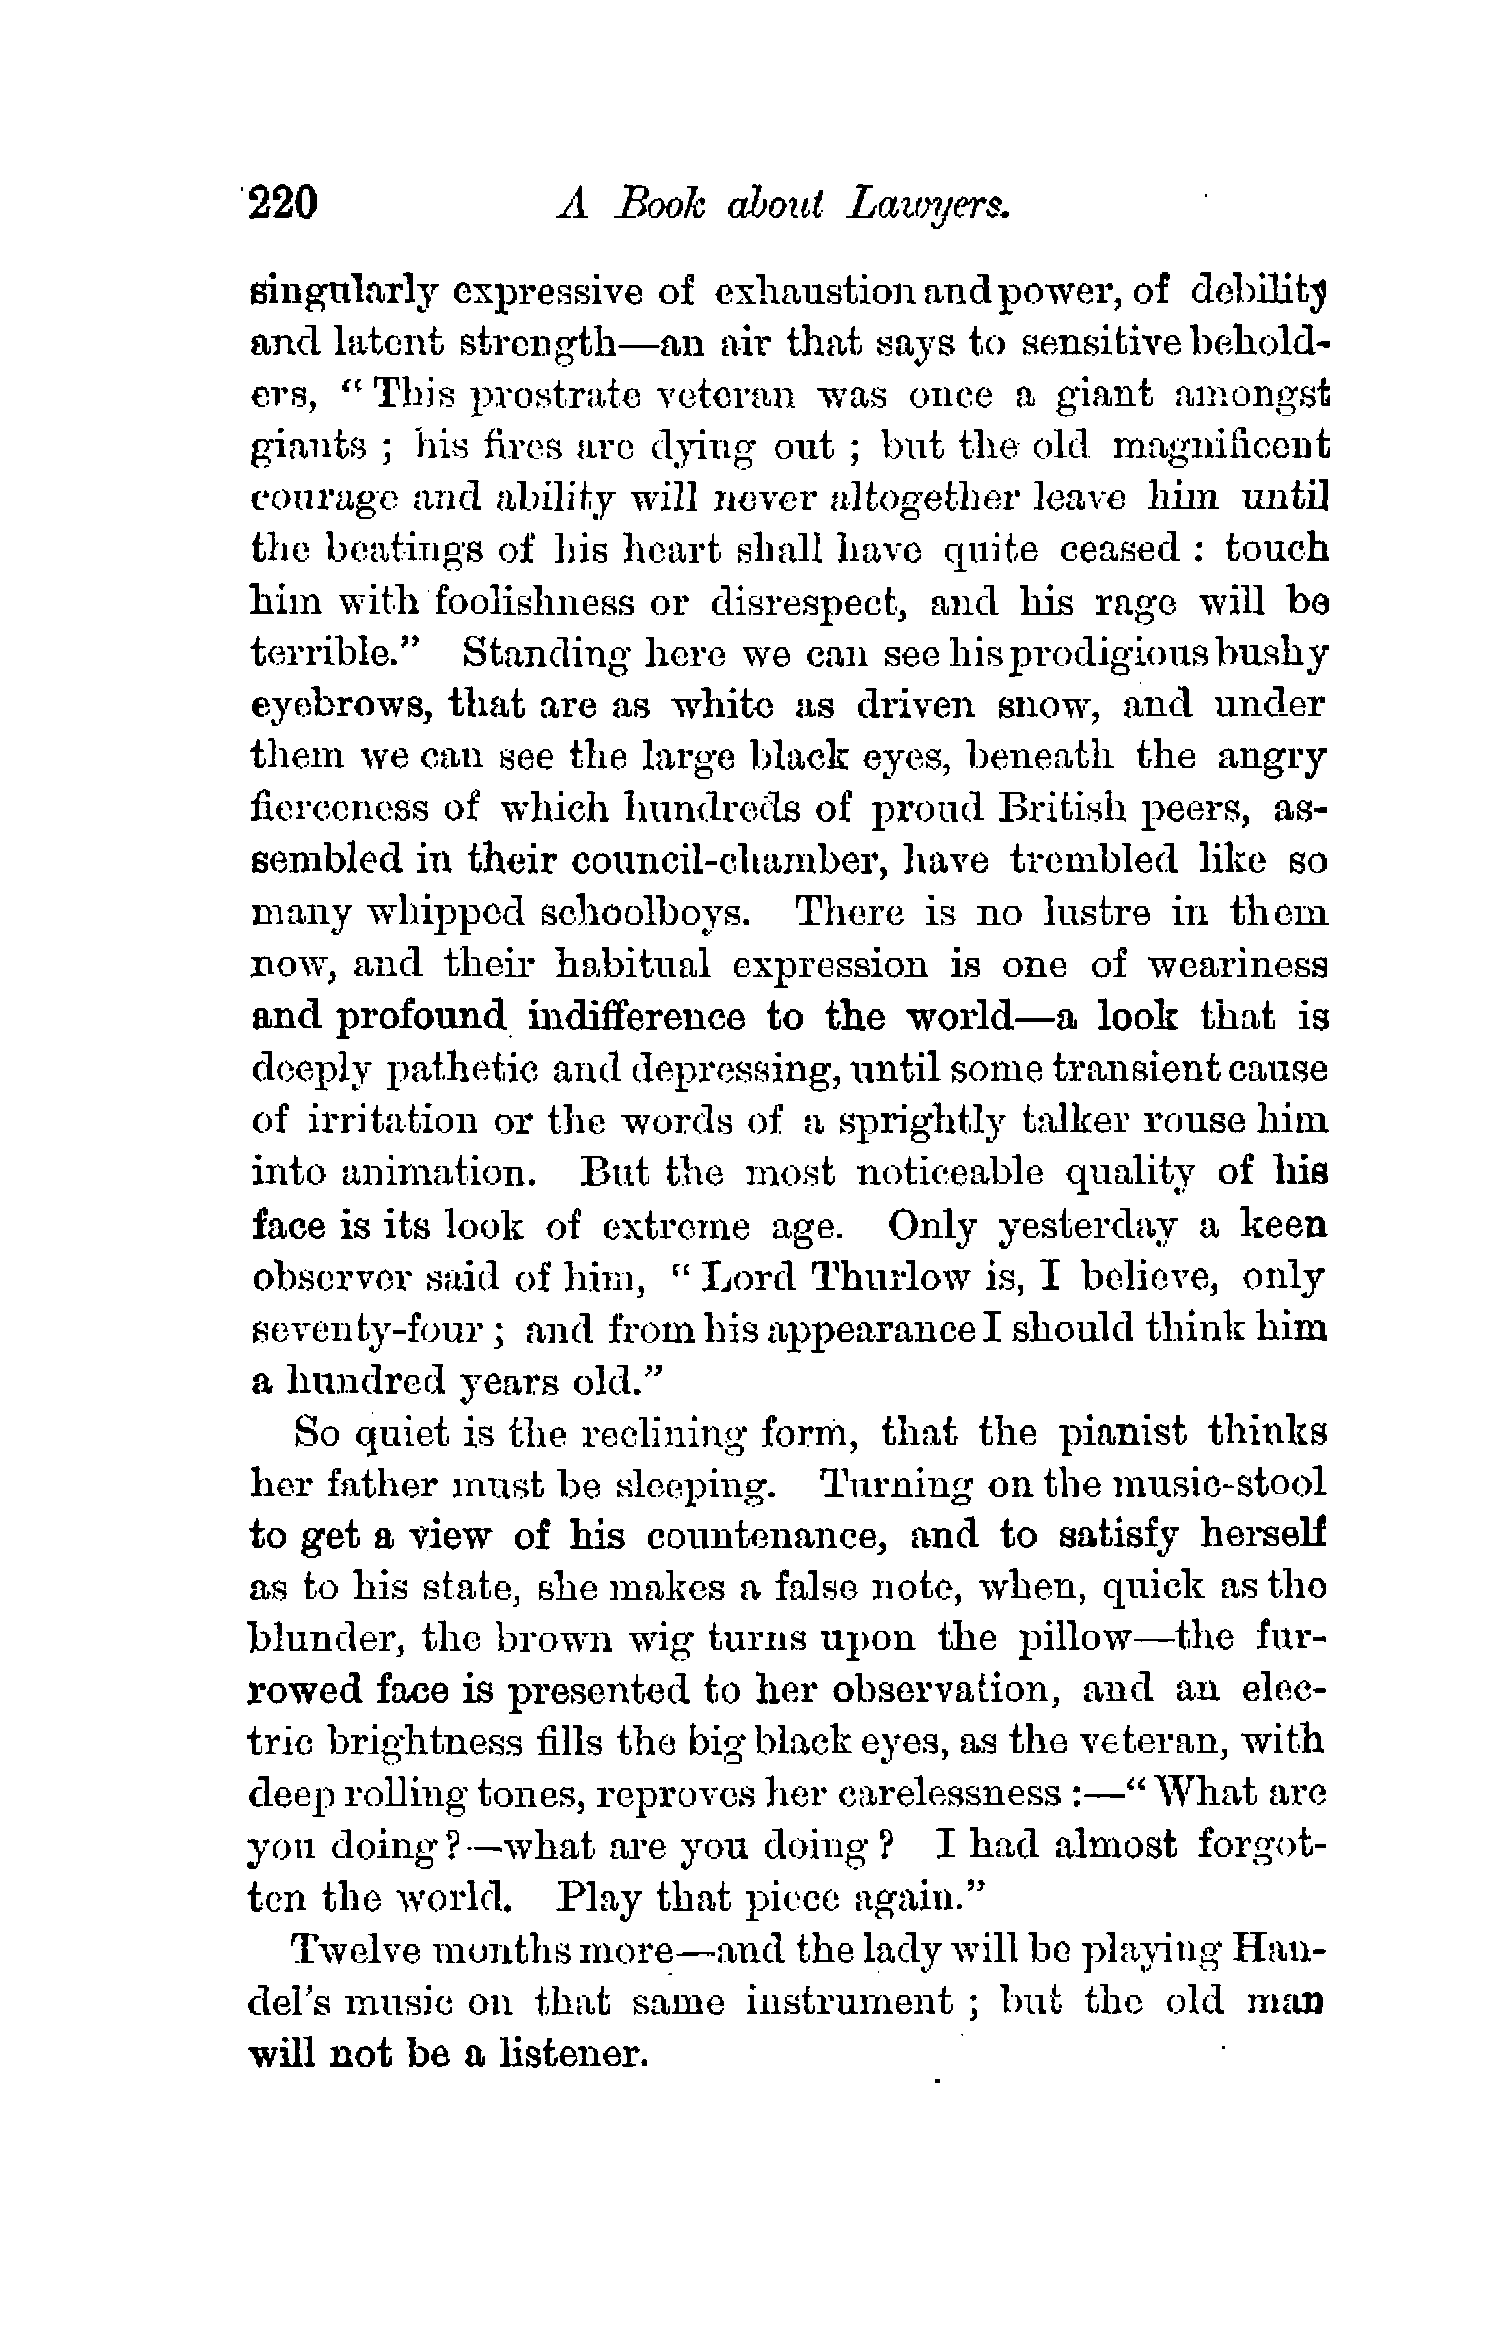 220 A Book about Lawyers.
singularly expressive of exhaustion and power, of debility
and latent strength—an air that says to sensitive behold-
ers, “This prostrate veteran was once a giant amongst
giants ; his fires are dying out ; but the old magnificent
courage and ability will never altogether leave him until
the beatings of his heart shall have quite ceased : touch
him with foolishness or disrespect, and his rage will be
terrible.” Standing here we can see his prodigious bushy
eyebrows, that are as white as driven snow, and under
them we can see the large black eyes, beneath the angry
fierceness of which hundreds of proud British peers, as-
sembled in their council-chamber, have trembled like so
many whipped schoolboys. There is no lustre in them
now, and their habitual expression is one of weariness
and profound indifference to the world—a look that is
deeply pathetic and depressing, until some transient cause
of irritation or the words of a sprightly talker rouse him
into animation. But the most noticeable quality of his
face is its look of extreme age. Only yesterday a keen
observer said of him, “Lord Thurlow is, I believe, only
seventy-four ; and from his appearance I should think him
a hundred years old.”
So quiet is the reclining form, that the pianist thinks
her father must be sleeping. Turning on the music-stool
to get a view of his countenance, and to satisfy herself
as to his state, she makes a false note, when, quick as the
blunder, the brown wig turns upon the pillow—the fur-
rowed face is presented to her observation, and an elec-
tric brightness fills the big black eyes, as the veteran, with
deep rolling tones, reproves her carelessness :—“What are
you doing?—what are you doing ? I had almost forgot-
ten the world. Play that piece again.”
Twelve months more—and the lady will be playing Han-
del's music on that same instrument ; but the old man
will not be a listener.